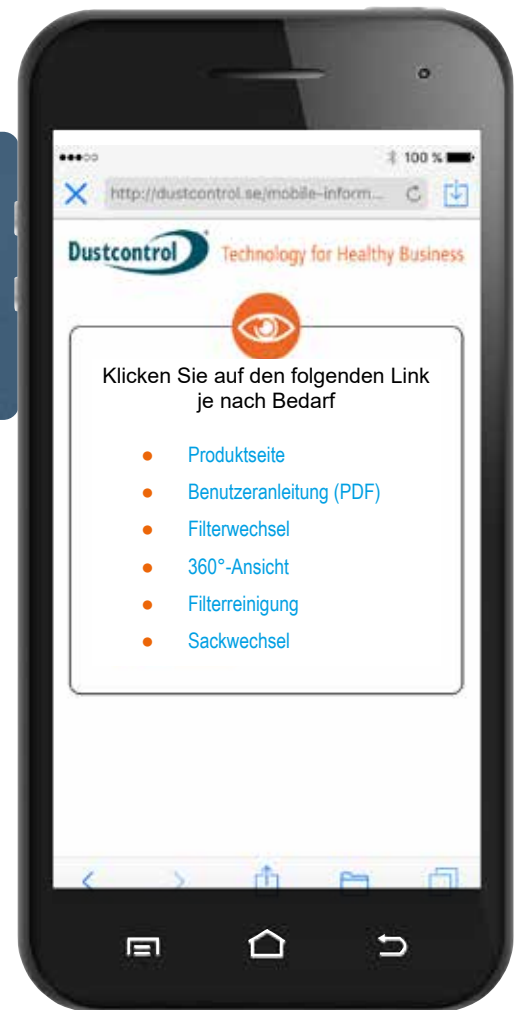 100 %
http://dustcontrol.se/mobile-inform...
Dustcontrol® Technology for Healthy Business
Klicken Sie auf den folgenden Link
je nach Bedarf
● Produktseite
● Benutzeranleitung (PDF)
● Filterwechsel
● 360°-Ansicht
● Filterreinigung
● Sackwechsel